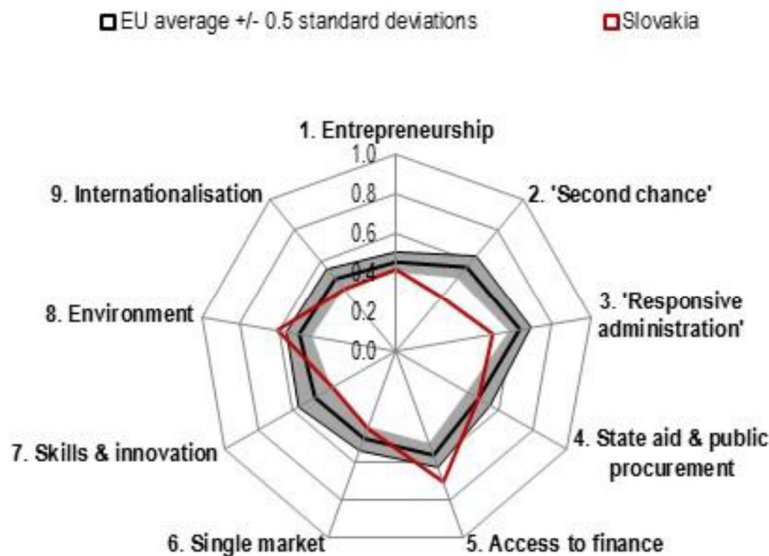 EU average +/- 0.5 standard deviations
Slovakia
1. Entrepreneurship
1.0
0.8
0.6
0.4
0.2
0.0
2. 'Second chance'
3. 'Responsive
administration'
4. State aid & public
procurement
5. Access to finance
6. Single market
7. Skills & innovation
8. Environment
9. Internationalisation